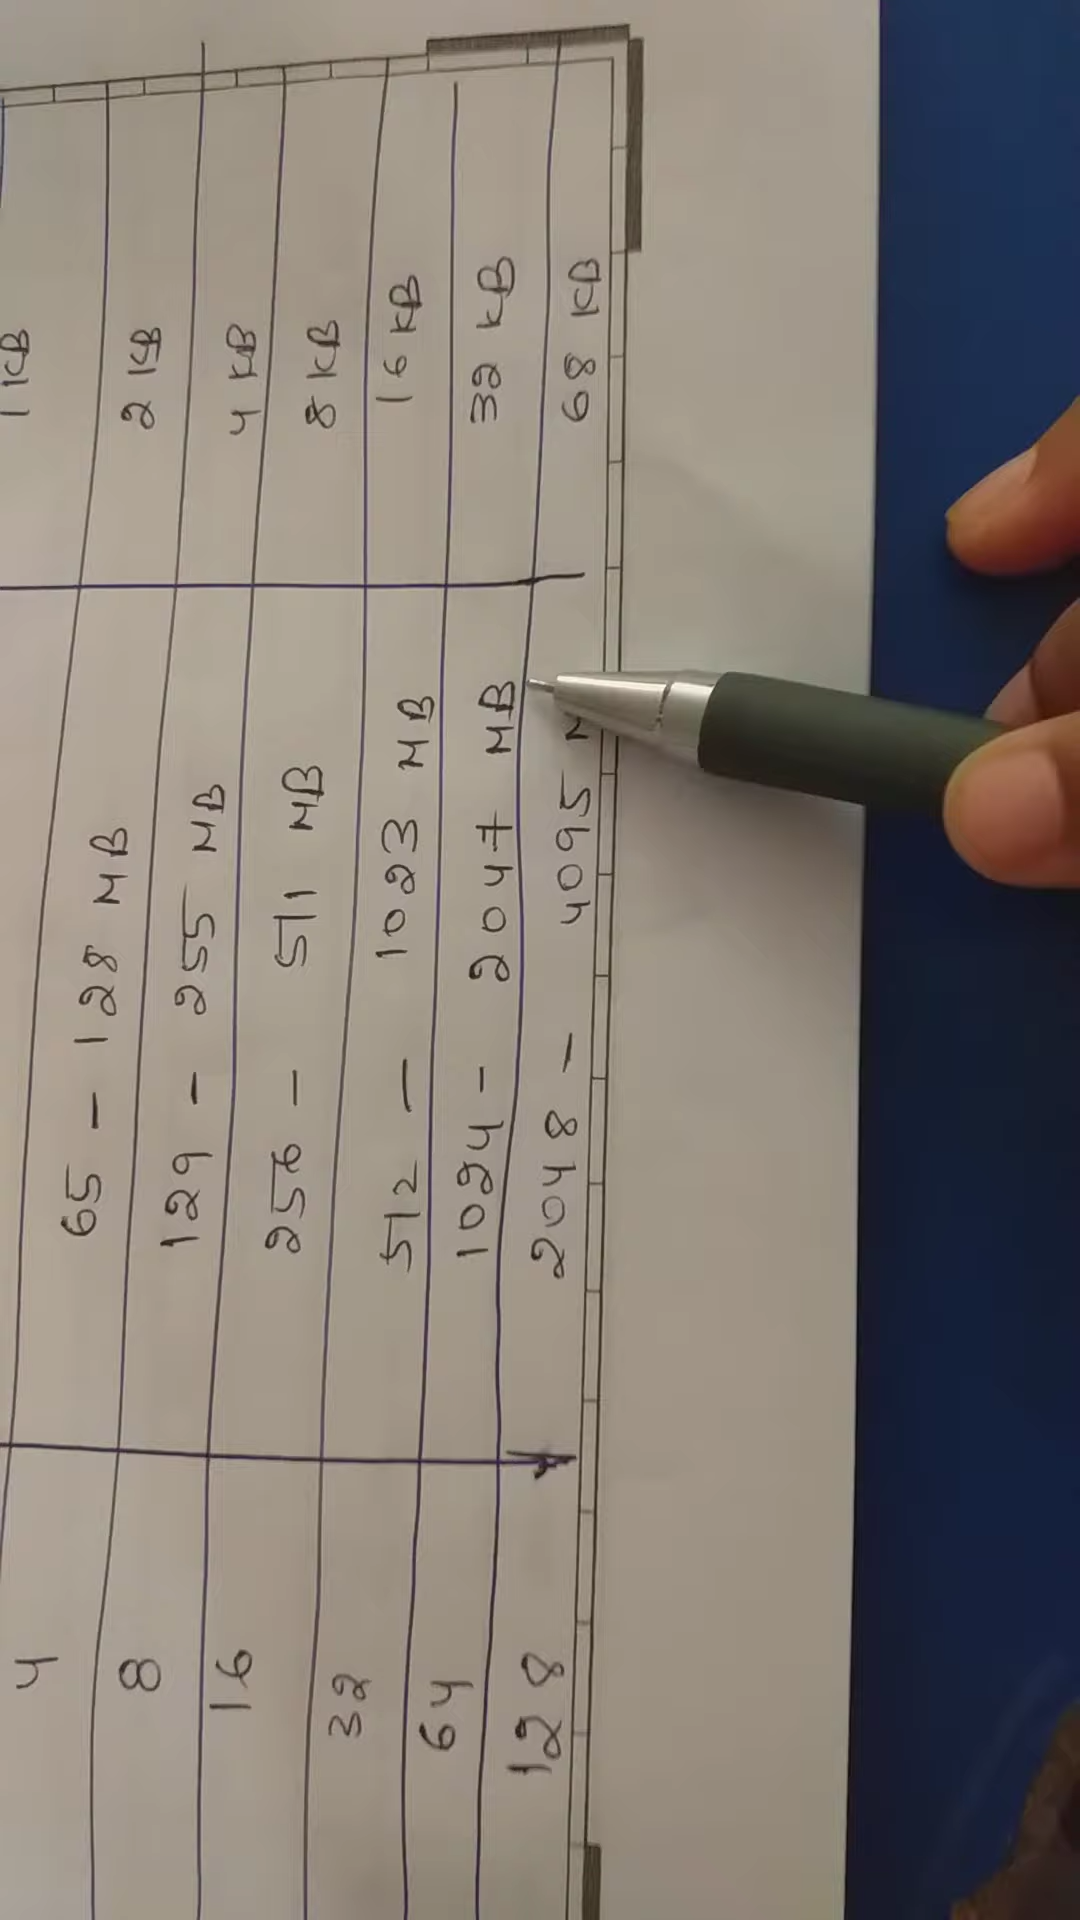 1 KB
4 65 - 128 MB 2 KB
8 129 - 255 MB 4 KB
16 256 - 511 MB 8 KB
32 512 - 1023 MB 16 KB
64 1024 - 2047 MB 32 KB
128 2048 - 4095 68 KB